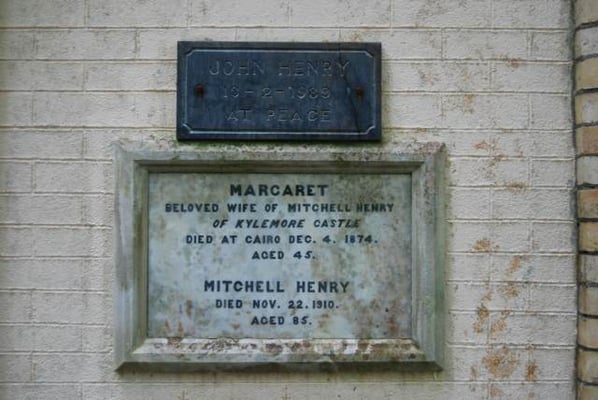 JOHN HENRY
13-2-1989
AT PEACE
MARGARET
BELOVED WIFE OF MITCHELL HENRY
OF KYLEMORE CASTLE
DIED AT CAIRO DEC. 4. 1874.
AGED 45.
MITCHELL HENRY
DIED NOV. 22. 1910.
AGED 85.